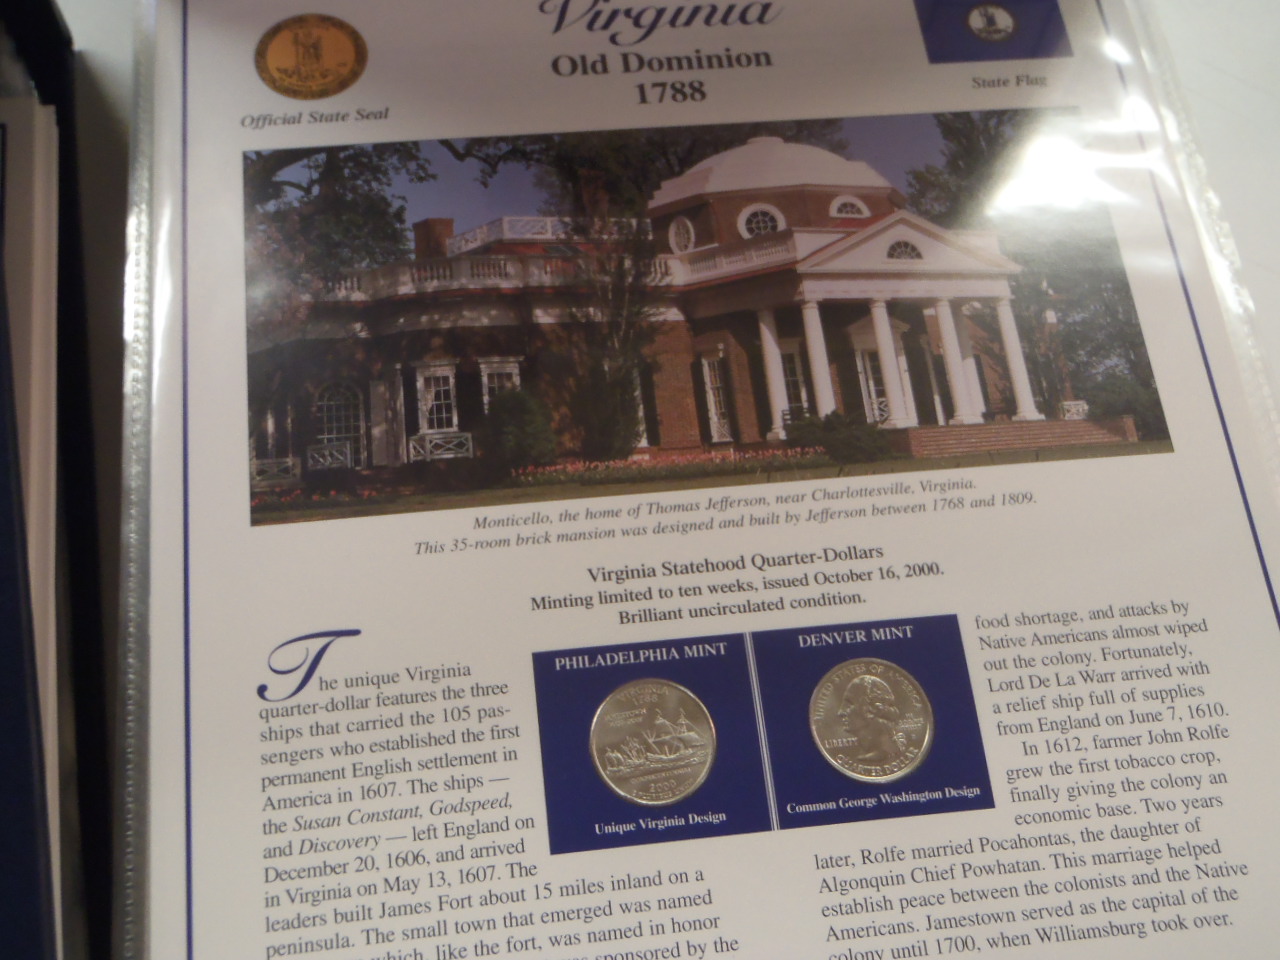 Virginia
Old Dominion
1788
Official State Seal
State Flag
Monticello, the home of Thomas Jefferson, near Charlottesville, Virginia.
This 35-room brick mansion was designed and built by Jefferson between 1768 and 1809.
Virginia Statehood Quarter-Dollars
Minting limited to ten weeks, issued October 16, 2000.
Brilliant uncirculated condition.
The unique Virginia
quarter-dollar features the three
ships that carried the 105 pas-
sengers who established the first
permanent English settlement in
America in 1607. The ships —
the Susan Constant, Godspeed,
and Discovery — left England on
December 20, 1606, and arrived
in Virginia on May 13, 1607. The
leaders built James Fort about 15 miles inland on a
peninsula. The small town that emerged was named
which, like the fort, was named in honor
sponsored by the
PHILADELPHIA MINT
VIRGINIA
1788
2000
Unique Virginia Design
DENVER MINT
UNITED STATES OF AMERICA
LIBERTY
QUARTER DOLLAR
Common George Washington Design
food shortage, and attacks by
Native Americans almost wiped
out the colony. Fortunately,
Lord De La Warr arrived with
a relief ship full of supplies
from England on June 7, 1610.
In 1612, farmer John Rolfe
grew the first tobacco crop,
finally giving the colony an
economic base. Two years
later, Rolfe married Pocahontas, the daughter of
Algonquin Chief Powhatan. This marriage helped
establish peace between the colonists and the Native
Americans. Jamestown served as the capital of the
colony until 1700, when Williamsburg took over.